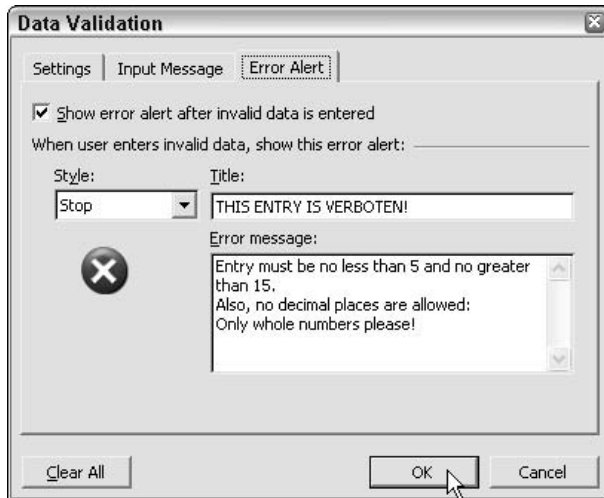 Data Validation
Settings
Input Message
Error Alert
Show error alert after invalid data is entered
When user enters invalid data, show this error alert:
Style:
Title:
Stop
THIS ENTRY IS VERBOTEN!
Error message:
Entry must be no less than 5 and no greater
than 15.
Also, no decimal places are allowed:
Only whole numbers please!
Clear All
OK
Cancel